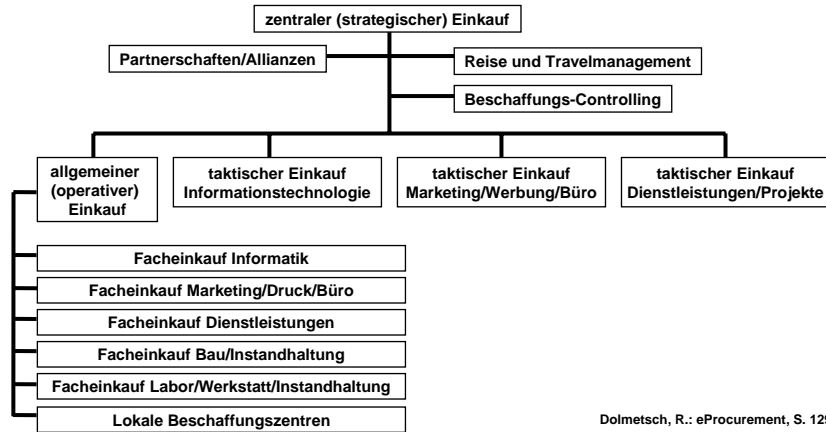 zentraler (strategischer) Einkauf
Partnerschaften/Allianzen
Reise und Travelmanagement
Beschaffungs-Controlling
allgemeiner
(operativer)
Einkauf
taktischer Einkauf
Informationstechnologie
taktischer Einkauf
Marketing/Werbung/Büro
taktischer Einkauf
Dienstleistungen/Projekte
Facheinkauf Informatik
Facheinkauf Marketing/Druck/Büro
Facheinkauf Dienstleistungen
Facheinkauf Bau/Instandhaltung
Facheinkauf Labor/Werkstatt/Instandhaltung
Lokale Beschaffungszentren
Dolmetsch, R.: eProcurement, S. 129